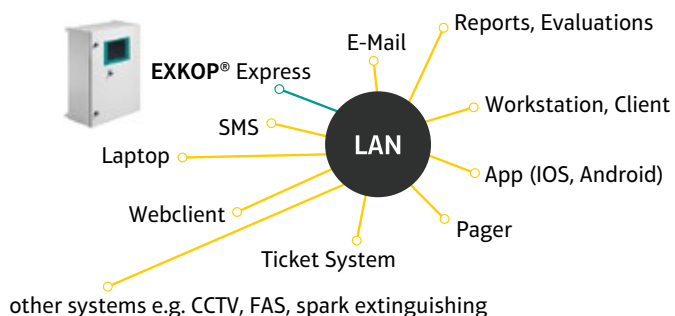 Reports, Evaluations
E-Mail
EXKOP® Express
Workstation, Client
SMS
LAN
Laptop
App (IOS, Android)
Webclient
Pager
Ticket System
other systems e.g. CCTV, FAS, spark extinguishing